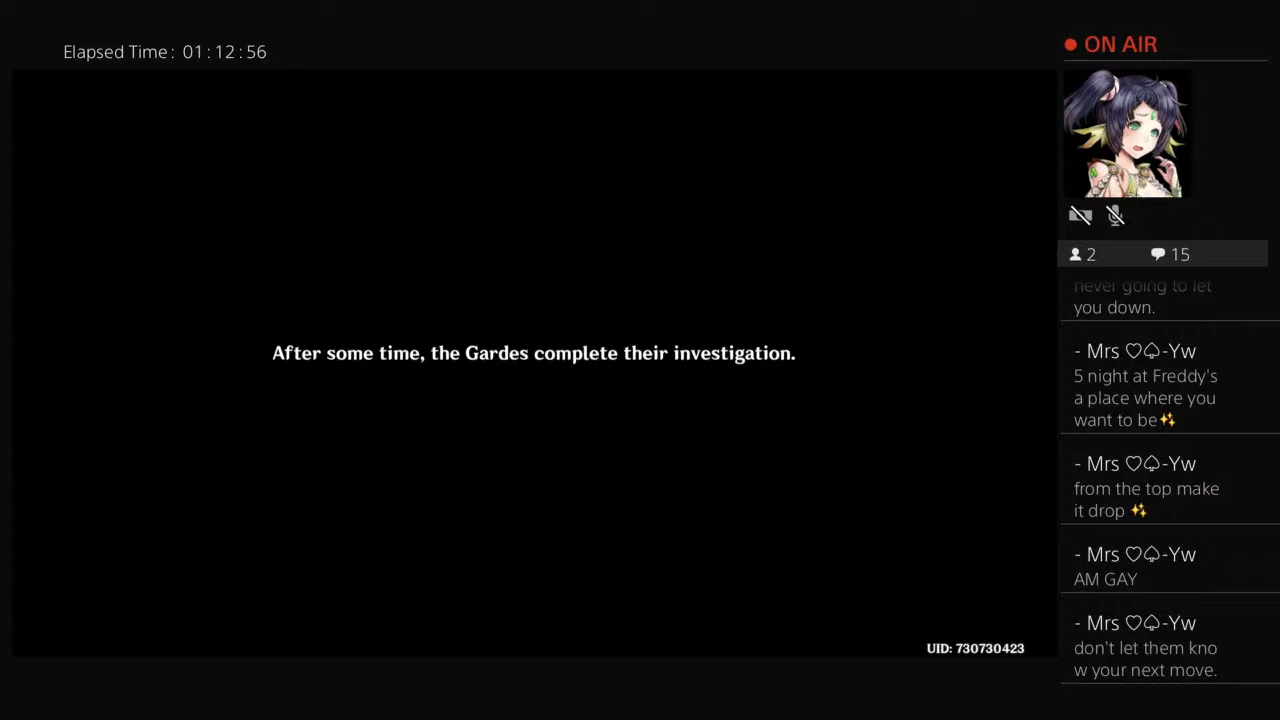 Elapsed Time: 01:12:56
ON AIR
2
15
never going to let
you down.
- Mrs ♡♤-Yw
5 night at Freddy's
a place where you
want to be✨
- Mrs ♡♤-Yw
from the top make
it drop ✨
- Mrs ♡♤-Yw
AM GAY
- Mrs ♡♤-Yw
don't let them kno
w your next move.
After some time, the Gardes complete their investigation.
UID: 730730423